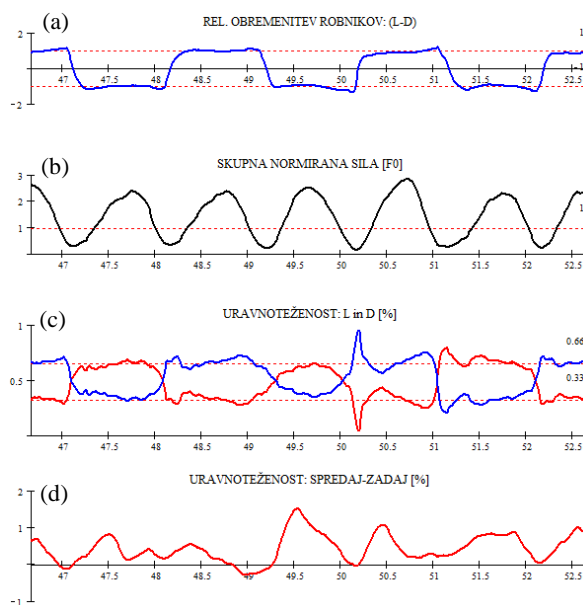 (a)
REL. OBREMENITEV ROBNIKOV: (L-D)
2
1
0
-1
-2
47 47.5 48 48.5 49 49.5 50 50.5 51 51.5 52 52.5
(b)
SKUPNA NORMIRANA SILA [F0]
3
2
1
1
47 47.5 48 48.5 49 49.5 50 50.5 51 51.5 52 52.5
(c)
URAVNOTEŽENOST: L in D [%]
1
0.66
0.5
0.33
47 47.5 48 48.5 49 49.5 50 50.5 51 51.5 52 52.5
(d)
URAVNOTEŽENOST: SPREDAJ-ZADAJ [%]
2
1
0
-1
47 47.5 48 48.5 49 49.5 50 50.5 51 51.5 52 52.5